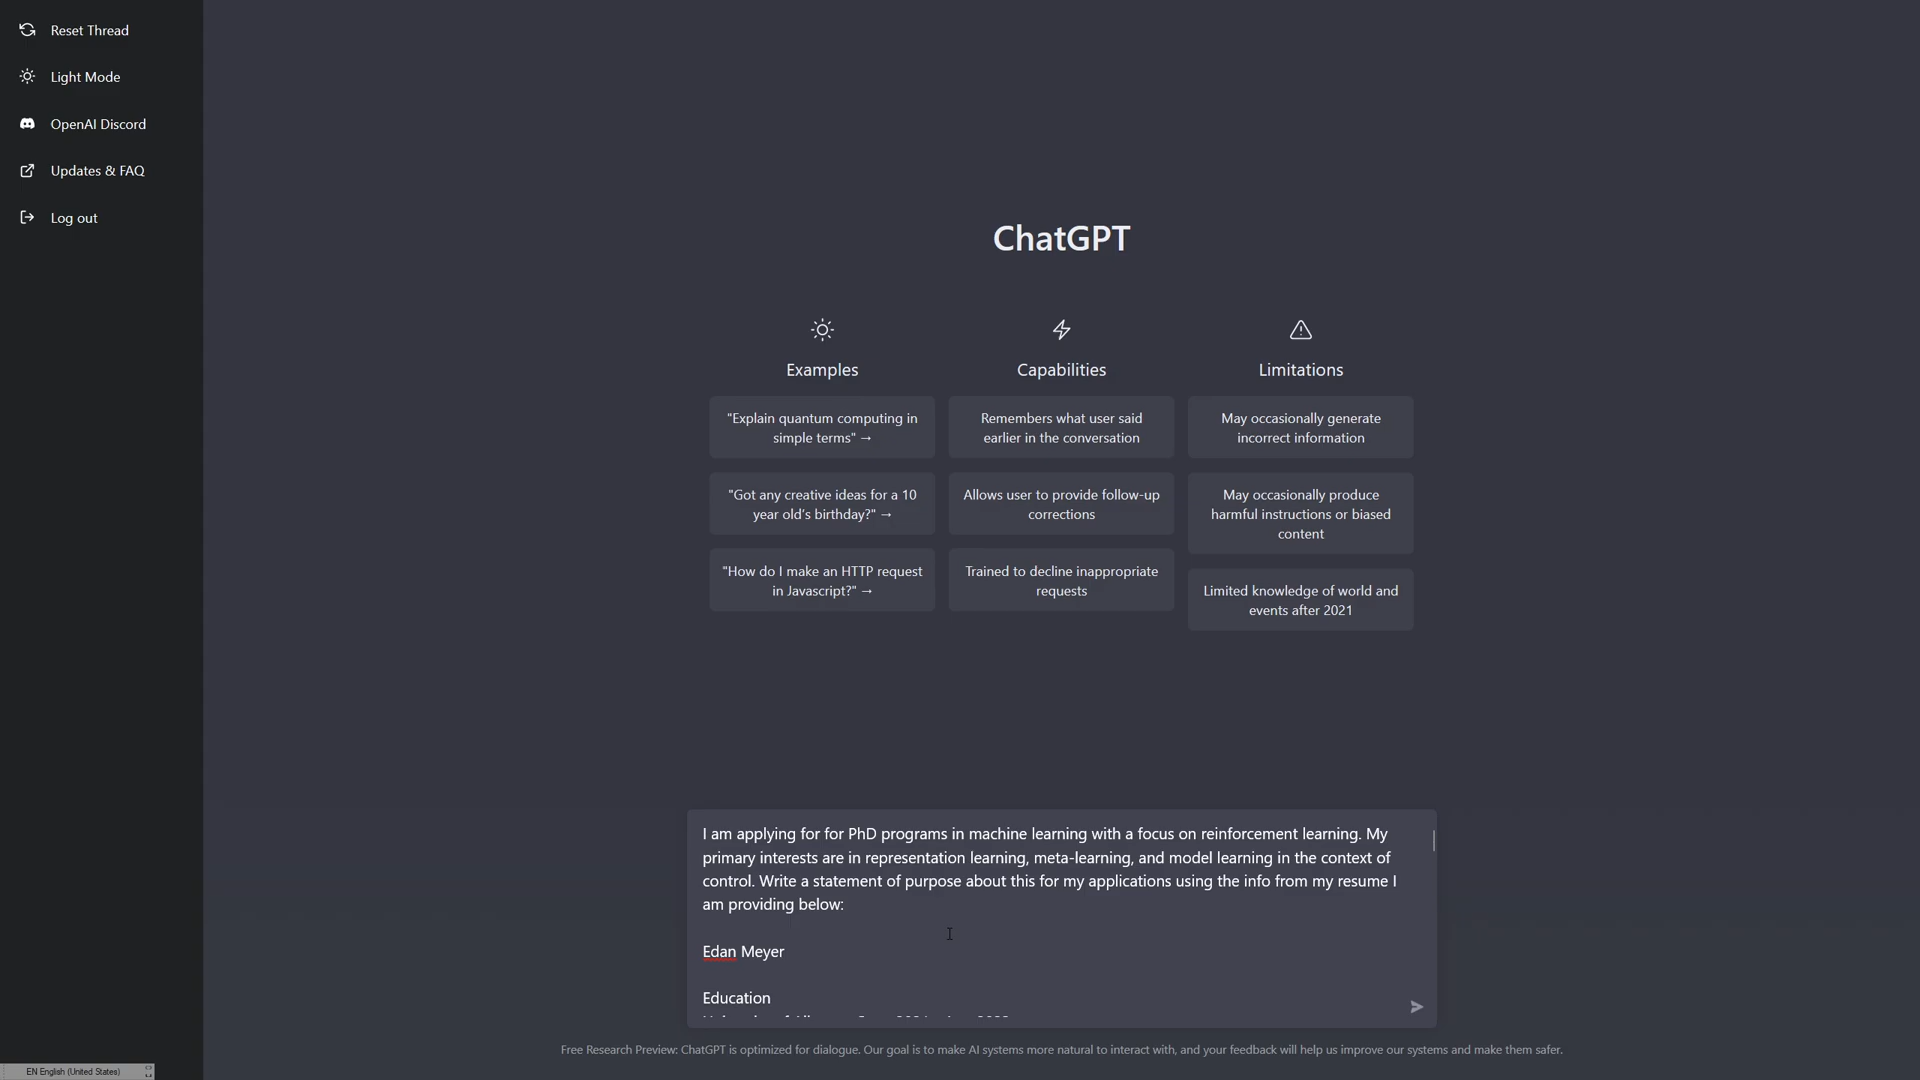 Reset Thread
Light Mode
OpenAI Discord
Updates & FAQ
Log out
ChatGPT
Examples
Capabilities
Limitations
"Explain quantum computing in
simple terms" →
Remembers what user said
earlier in the conversation
May occasionally generate
incorrect information
"Got any creative ideas for a 10
year old's birthday?" →
Allows user to provide follow-up
corrections
May occasionally produce
harmful instructions or biased
content
"How do I make an HTTP request
in Javascript?" →
Trained to decline inappropriate
requests
Limited knowledge of world and
events after 2021
I am applying for for PhD programs in machine learning with a focus on reinforcement learning. My
primary interests are in representation learning, meta-learning, and model learning in the context of
control. Write a statement of purpose about this for my applications using the info from my resume I
am providing below:
Edan Meyer
Education
Free Research Preview: ChatGPT is optimized for dialogue. Our goal is to make AI systems more natural to interact with, and your feedback will help us improve our systems and make them safer.
EN English (United States)